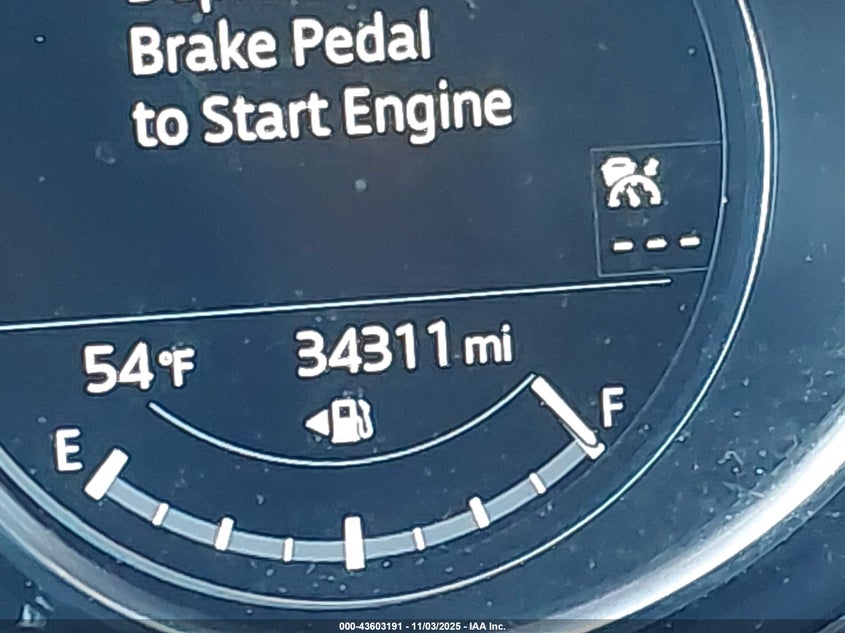 Brake Pedal
to Start Engine
54°F 34311 mi
E F
000-43603191 - 11/03/2025 - IAA Inc.